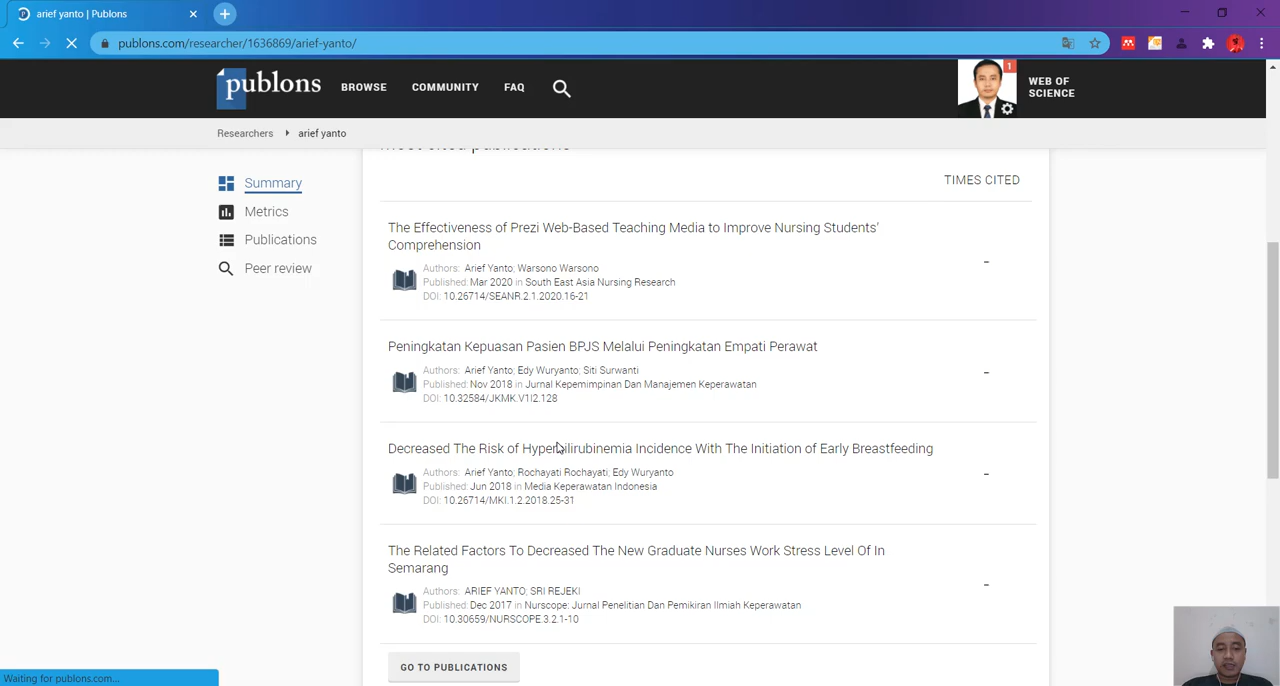 arief yanto | Publons
publons.com/researcher/1636869/arief-yanto/
publons
BROWSE
COMMUNITY
FAQ
1
WEB OF
SCIENCE
Researchers
arief yanto
Most cited publications
Summary
Metrics
Publications
Peer review
TIMES CITED
The Effectiveness of Prezi Web-Based Teaching Media to Improve Nursing Students'
Comprehension
Authors: Arief Yanto; Warsono Warsono
Published: Mar 2020 in South East Asia Nursing Research
DOI: 10.26714/SEANR.2.1.2020.16-21
-
Peningkatan Kepuasan Pasien BPJS Melalui Peningkatan Empati Perawat
Authors: Arief Yanto; Edy Wuryanto; Siti Surwanti
Published: Nov 2018 in Jurnal Kepemimpinan Dan Manajemen Keperawatan
DOI: 10.32584/JKMK.V1I2.128
-
Decreased The Risk of Hyperbilirubinemia Incidence With The Initiation of Early Breastfeeding
Authors: Arief Yanto; Rochayati Rochayati; Edy Wuryanto
Published: Jun 2018 in Media Keperawatan Indonesia
DOI: 10.26714/MKI.1.2.2018.25-31
-
The Related Factors To Decreased The New Graduate Nurses Work Stress Level Of In
Semarang
Authors: ARIEF YANTO; SRI REJEKI
Published: Dec 2017 in Nurscope: Jurnal Penelitian Dan Pemikiran Ilmiah Keperawatan
DOI: 10.30659/NURSCOPE.3.2.1-10
-
GO TO PUBLICATIONS
Waiting for publons.com...